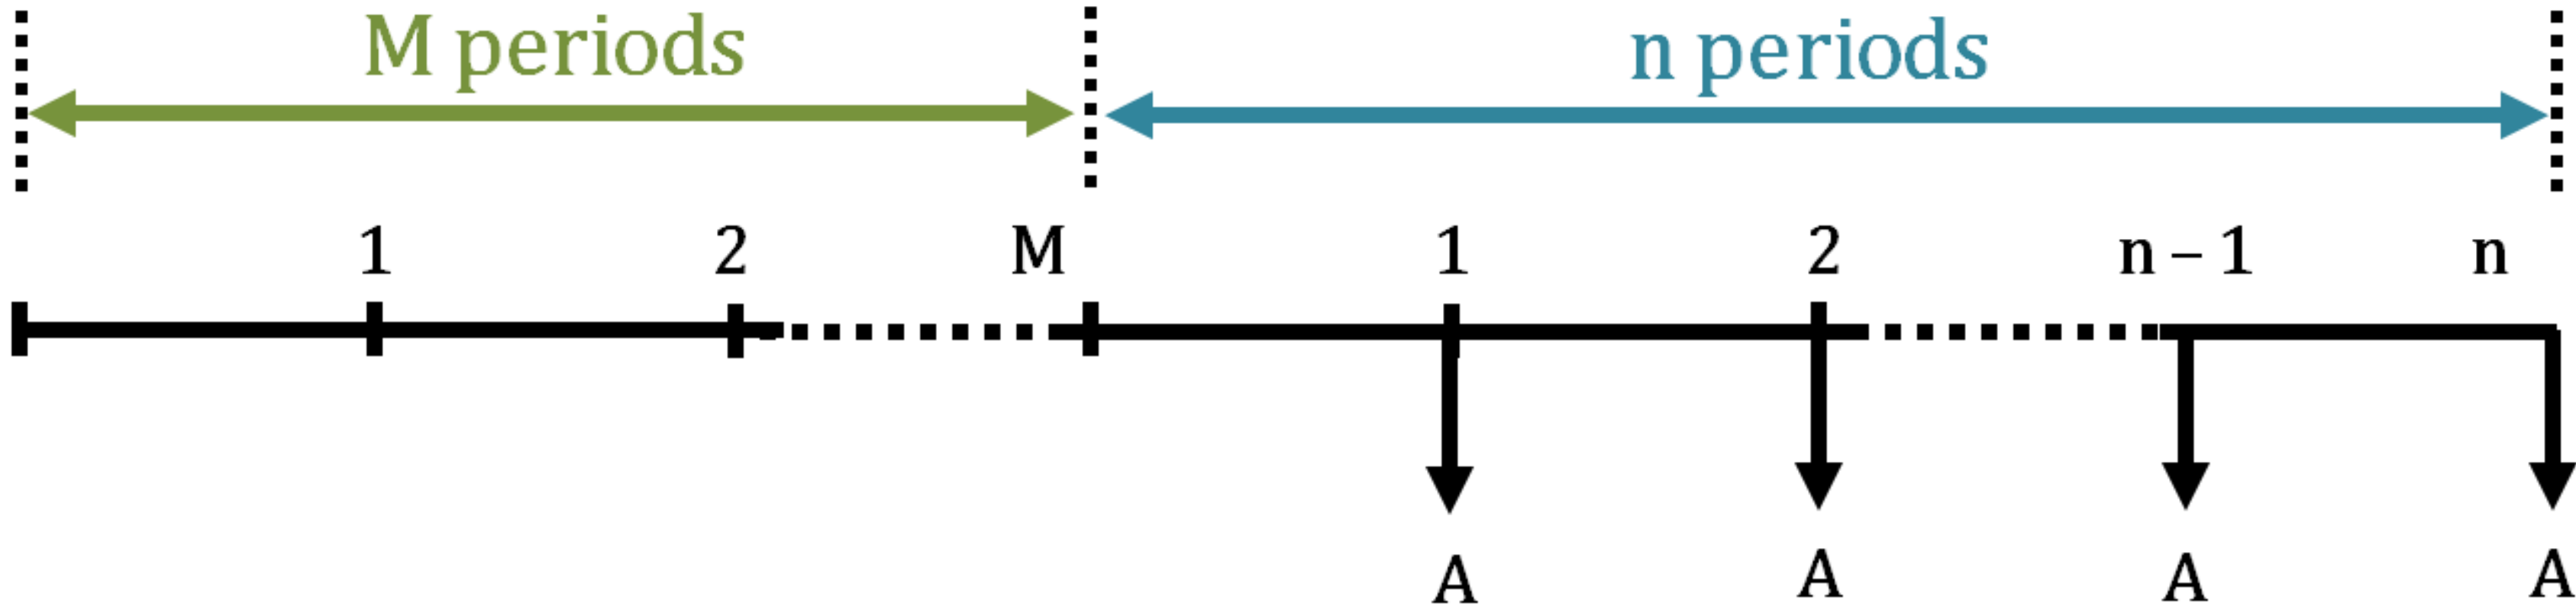 M periods n periods
1 2 M 1 2 n – 1 n
A A A A